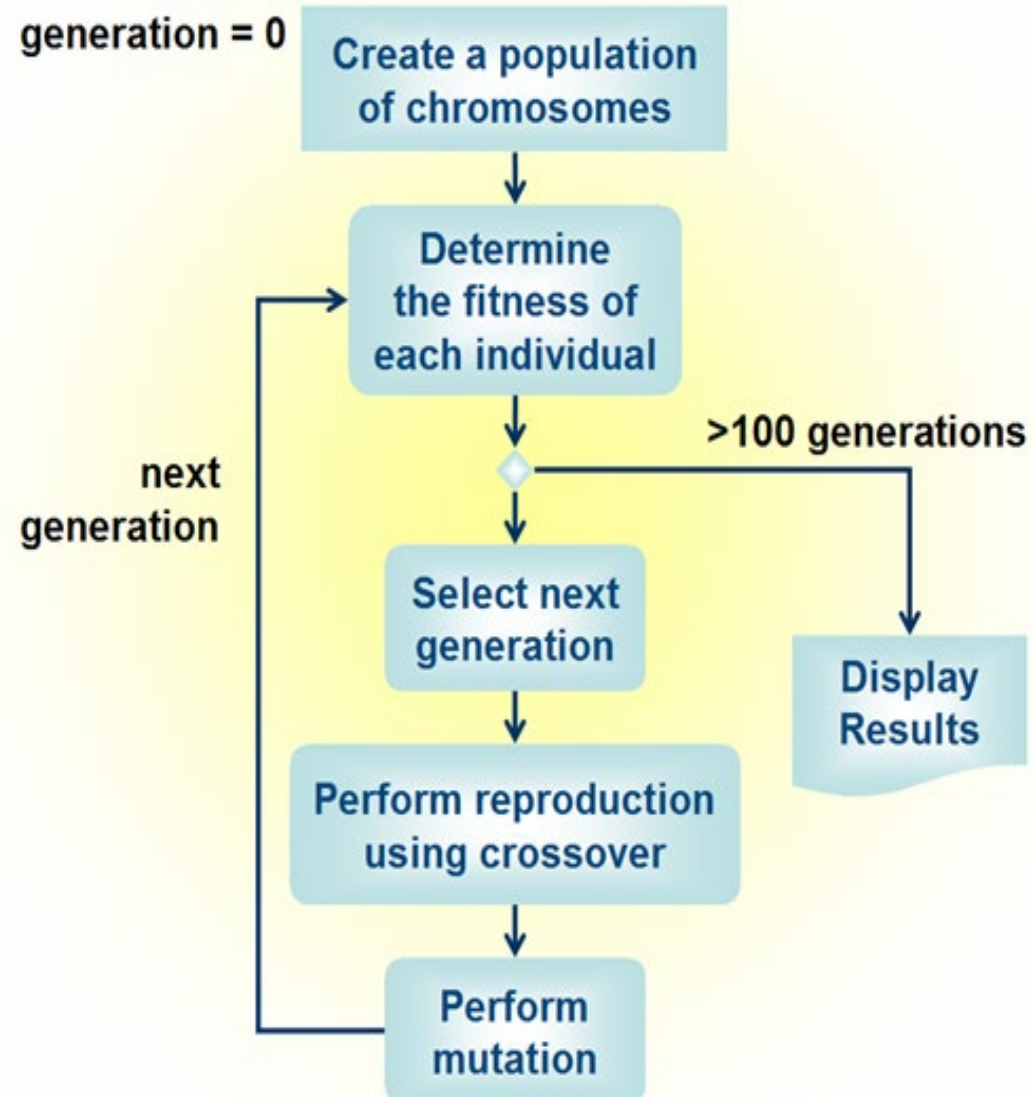 generation = 0
Create a population
of chromosomes
Determine
the fitness of
each individual
>100 generations
next
generation
Select next
generation
Display
Results
Perform reproduction
using crossover
Perform
mutation